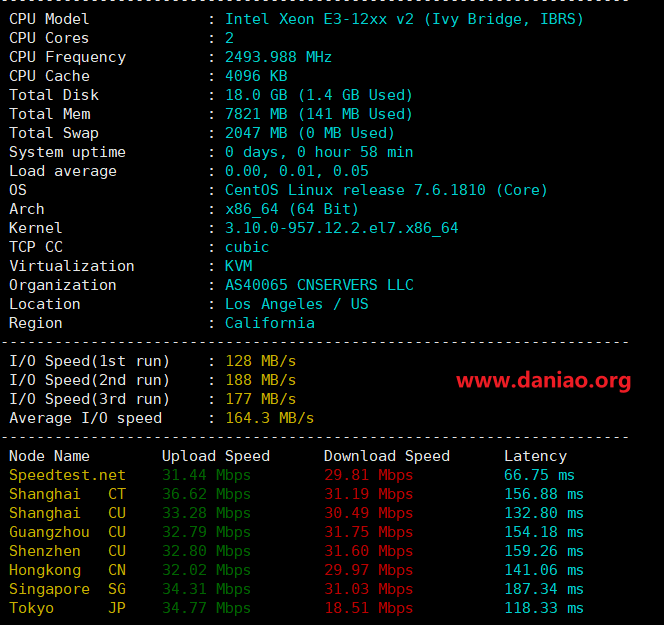 CPU Model : Intel Xeon E3-12xx v2 (Ivy Bridge, IBRS)
CPU Cores : 2
CPU Frequency : 2493.988 MHz
CPU Cache : 4096 KB
Total Disk : 18.0 GB (1.4 GB Used)
Total Mem : 7821 MB (141 MB Used)
Total Swap : 2047 MB (0 MB Used)
System uptime : 0 days, 0 hour 58 min
Load average : 0.00, 0.01, 0.05
OS : CentOS Linux release 7.6.1810 (Core)
Arch : x86_64 (64 Bit)
Kernel : 3.10.0-957.12.2.el7.x86_64
TCP CC : cubic
Virtualization : KVM
Organization : AS40065 CNSERVERS LLC
Location : Los Angeles / US
Region : California
I/O Speed(1st run) : 128 MB/s
I/O Speed(2nd run) : 188 MB/s
www.daniao.org
I/O Speed(3rd run) : 177 MB/s
Average I/O speed : 164.3 MB/s
Node Name Upload Speed Download Speed Latency
Speedtest.net 31.44 Mbps 29.81 Mbps 66.75 ms
Shanghai CT 36.62 Mbps 31.19 Mbps 156.88 ms
Shanghai CU 33.28 Mbps 30.49 Mbps 132.80 ms
Guangzhou CU 32.79 Mbps 31.75 Mbps 154.18 ms
Shenzhen CU 32.80 Mbps 31.60 Mbps 159.26 ms
Hongkong CN 32.02 Mbps 29.97 Mbps 141.06 ms
Singapore SG 34.31 Mbps 31.03 Mbps 187.34 ms
Tokyo JP 34.77 Mbps 18.51 Mbps 118.33 ms